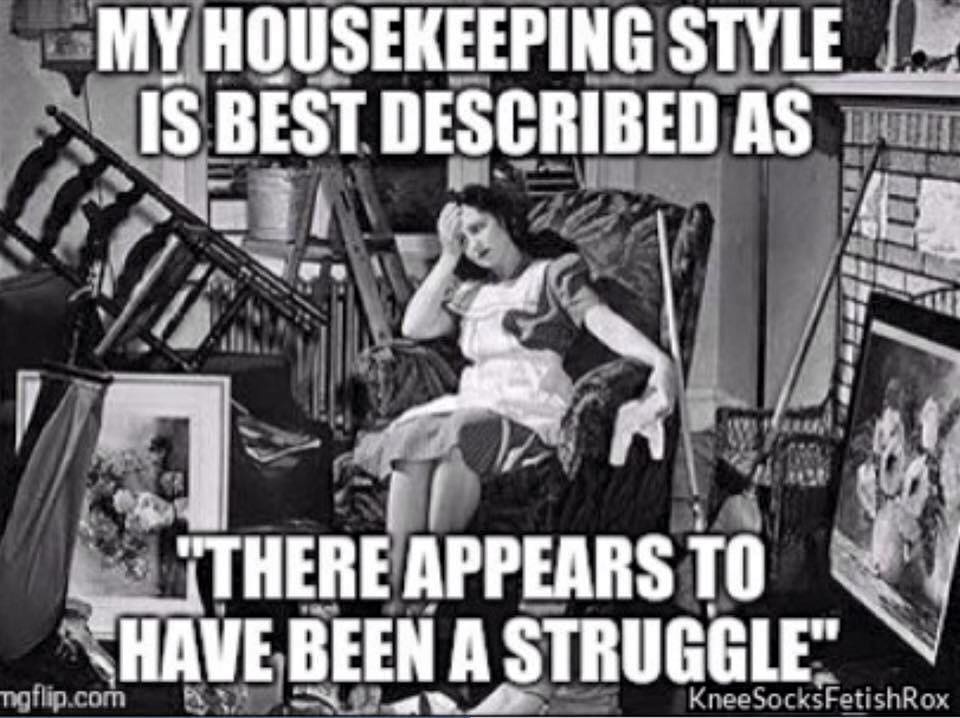 MY HOUSEKEEPING STYLE
IS BEST DESCRIBED AS
"THERE APPEARS TO
HAVE BEEN A STRUGGLE"
mgflip.com
KneeSocksFetishRox